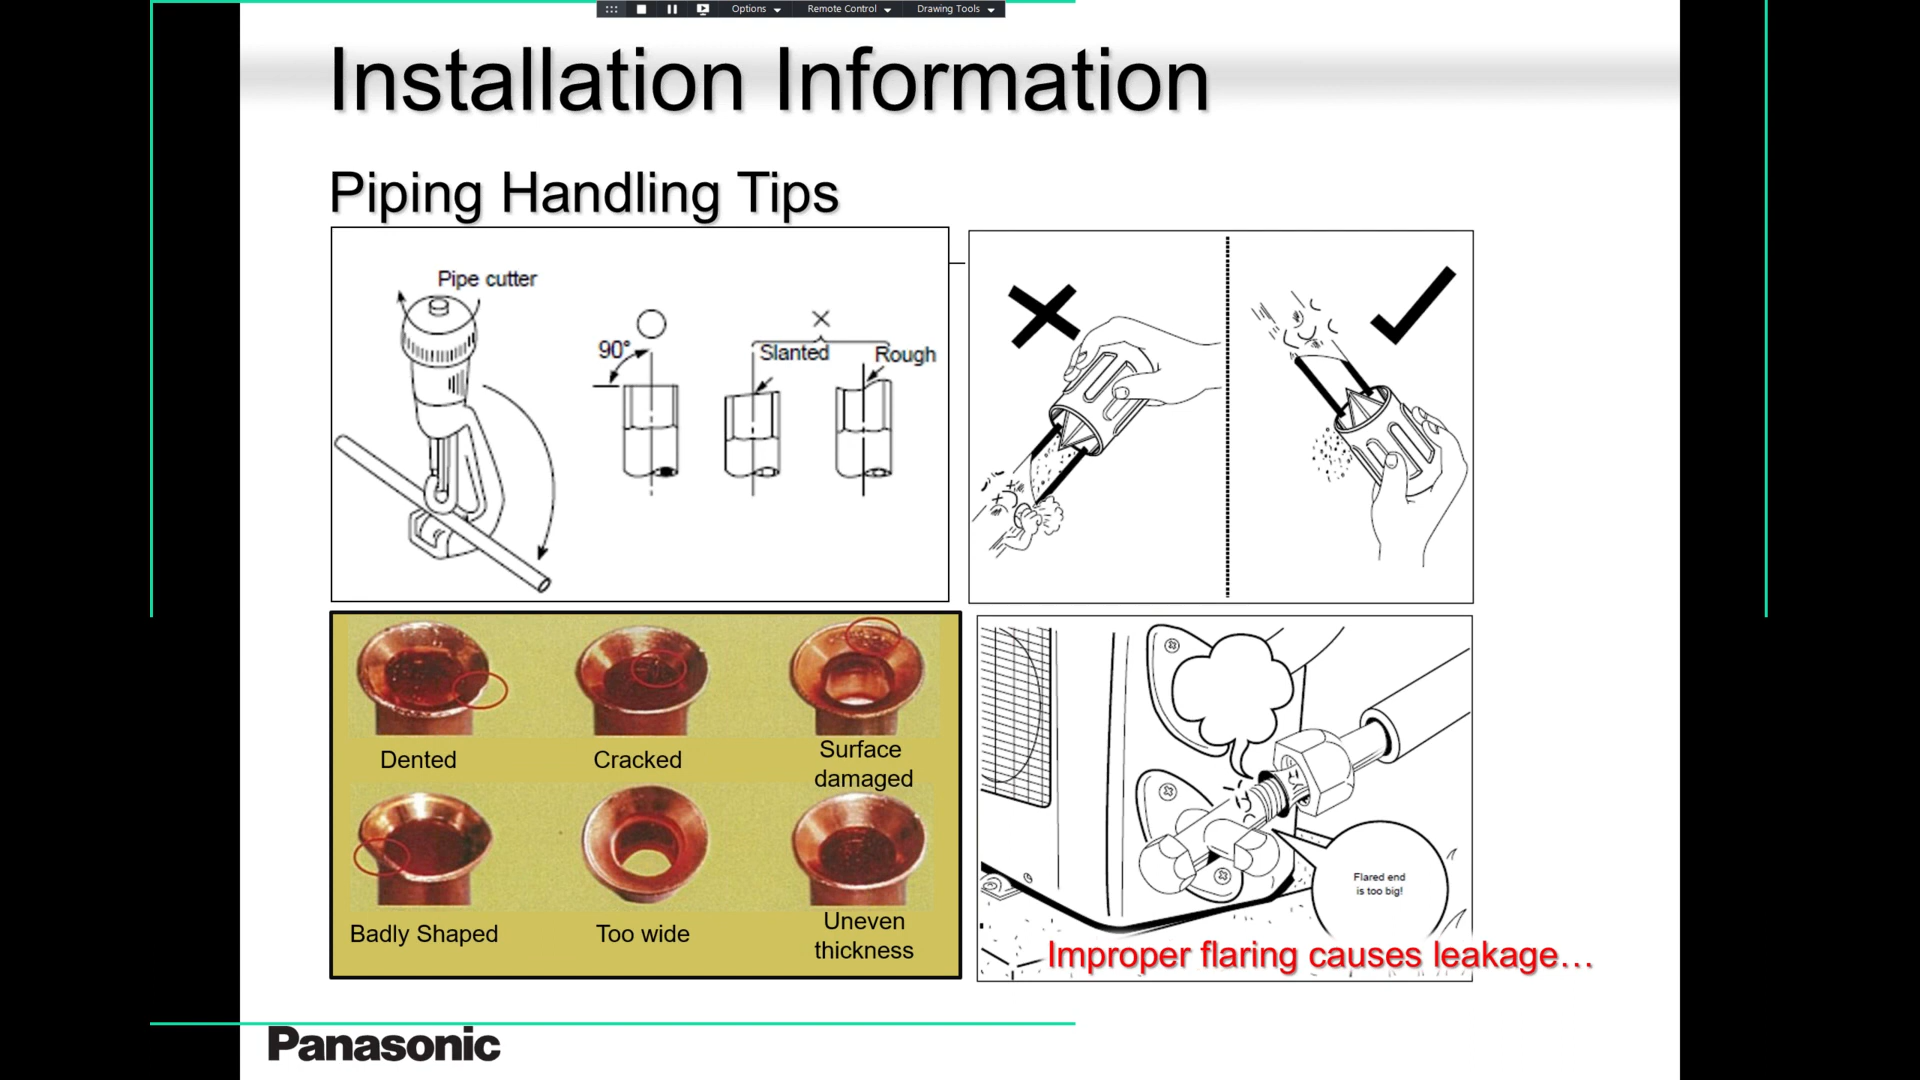 Options
Remote Control
Drawing Tools
Installation Information
Piping Handling Tips
Pipe cutter
90°
Slanted
Rough
Dented
Cracked
Surface
damaged
Badly Shaped
Too wide
Uneven
thickness
Flared end
is too big!
Improper flaring causes leakage…
Panasonic